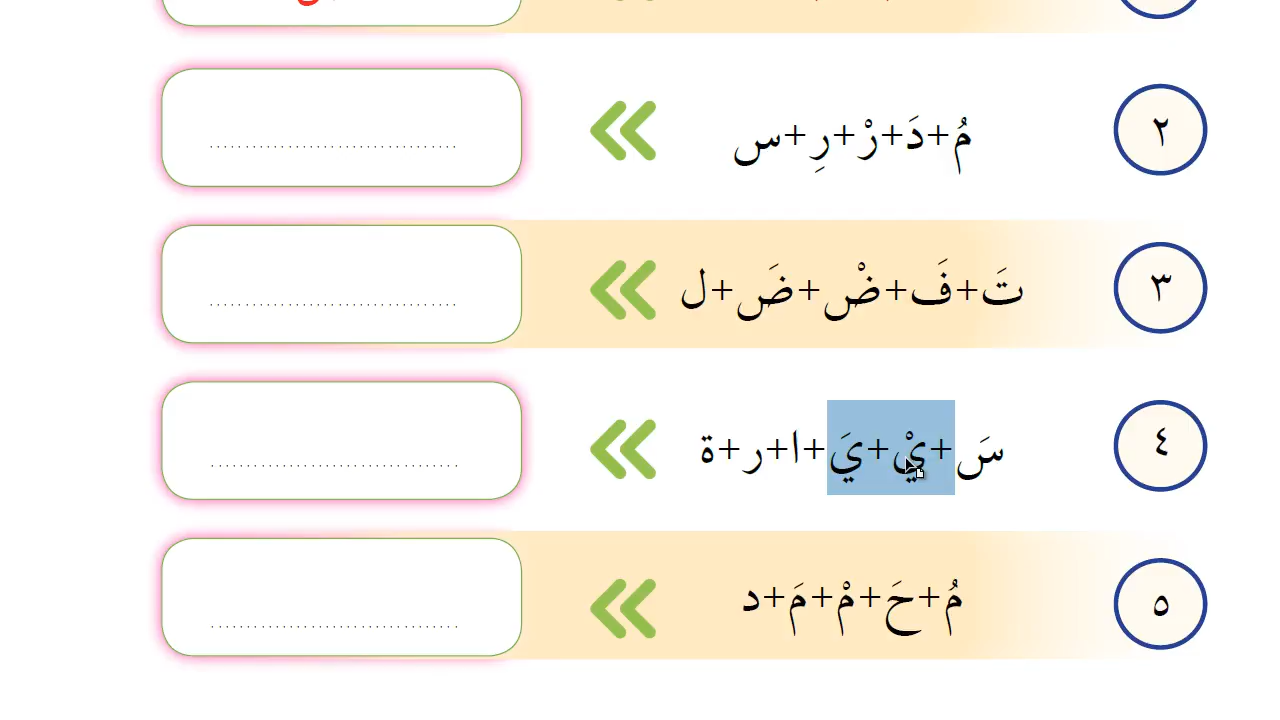 ٢ مُ+دَ+رْ+رِ+س
٣ تَ+فَ+ضْ+ضَ+ل
٤ سَ+يْ+يَ+ا+ر+ة
٥ مُ+حَ+مْ+مَ+د